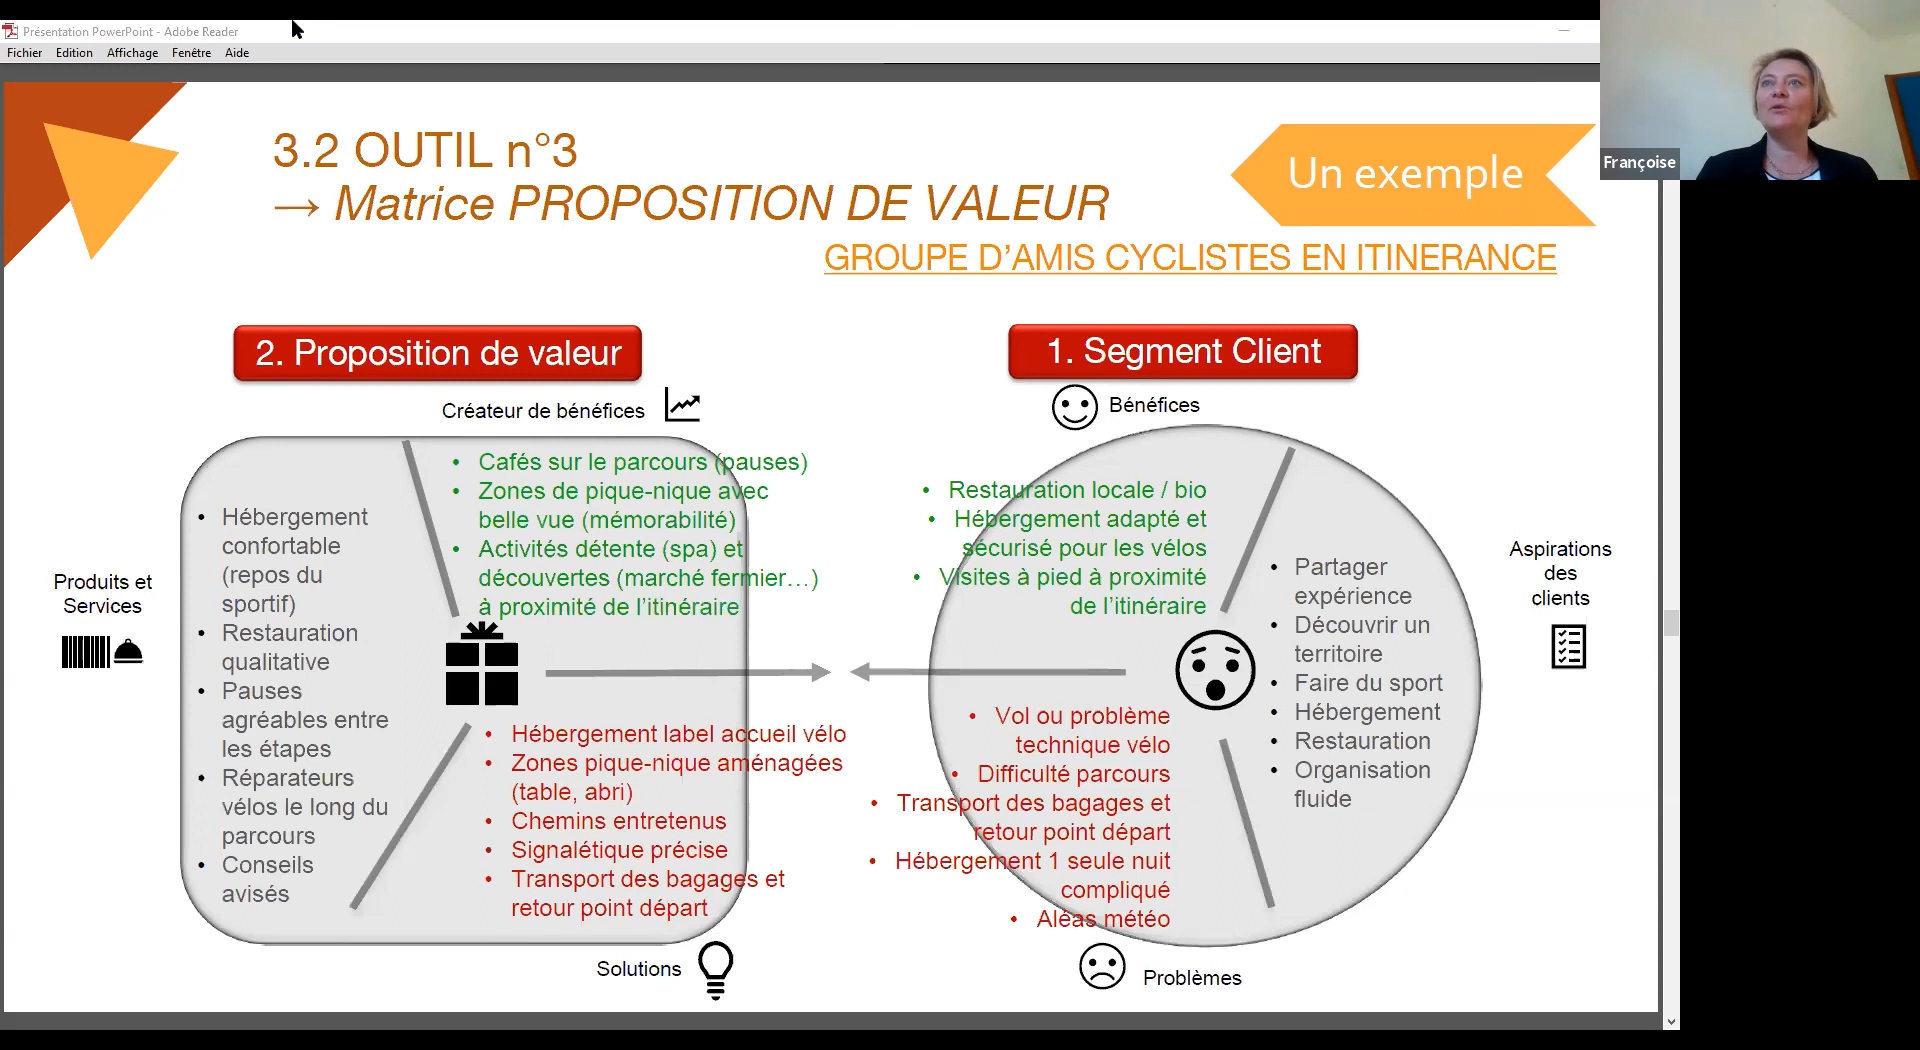 Présentation PowerPoint - Adobe Reader
Fichier Edition Affichage Fenêtre Aide
Françoise
3.2 OUTIL n°3
→ Matrice PROPOSITION DE VALEUR
Un exemple
GROUPE D’AMIS CYCLISTES EN ITINERANCE
2. Proposition de valeur
Créateur de bénéfices
• Cafés sur le parcours (pauses)
• Zones de pique-nique avec
belle vue (mémorabilité)
• Activités détente (spa) et
découvertes (marché fermier…)
à proximité de l’itinéraire
Produits et
Services
• Hébergement
confortable
(repos du
sportif)
• Restauration
qualitative
• Pauses
agréables entre
les étapes
• Réparateurs
vélos le long du
parcours
• Conseils
avisés
• Hébergement label accueil vélo
• Zones pique-nique aménagées
(table, abri)
• Chemins entretenus
• Signalétique précise
• Transport des bagages et
retour point départ
Solutions
1. Segment Client
Bénéfices
• Restauration locale / bio
• Hébergement adapté et
sécurisé pour les vélos
• Visites à pied à proximité
de l’itinéraire
• Partager
expérience
• Découvrir un
territoire
• Faire du sport
• Hébergement
• Restauration
• Organisation
fluide
Aspirations
des
clients
• Vol ou problème
technique vélo
• Difficulté parcours
• Transport des bagages et
retour point départ
• Hébergement 1 seule nuit
compliqué
• Aléas météo
Problèmes